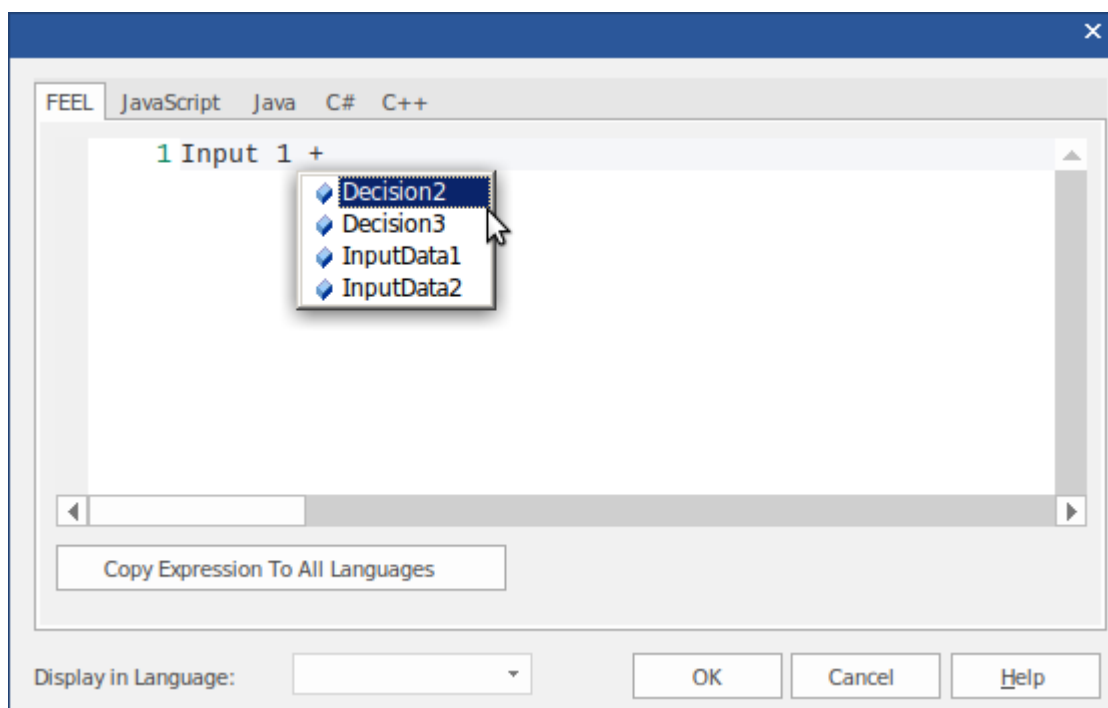 FEEL JavaScript Java C# C++
1 Input 1 +
Decision2
Decision3
InputData1
InputData2
Copy Expression To All Languages
Display in Language:
OK Cancel Help